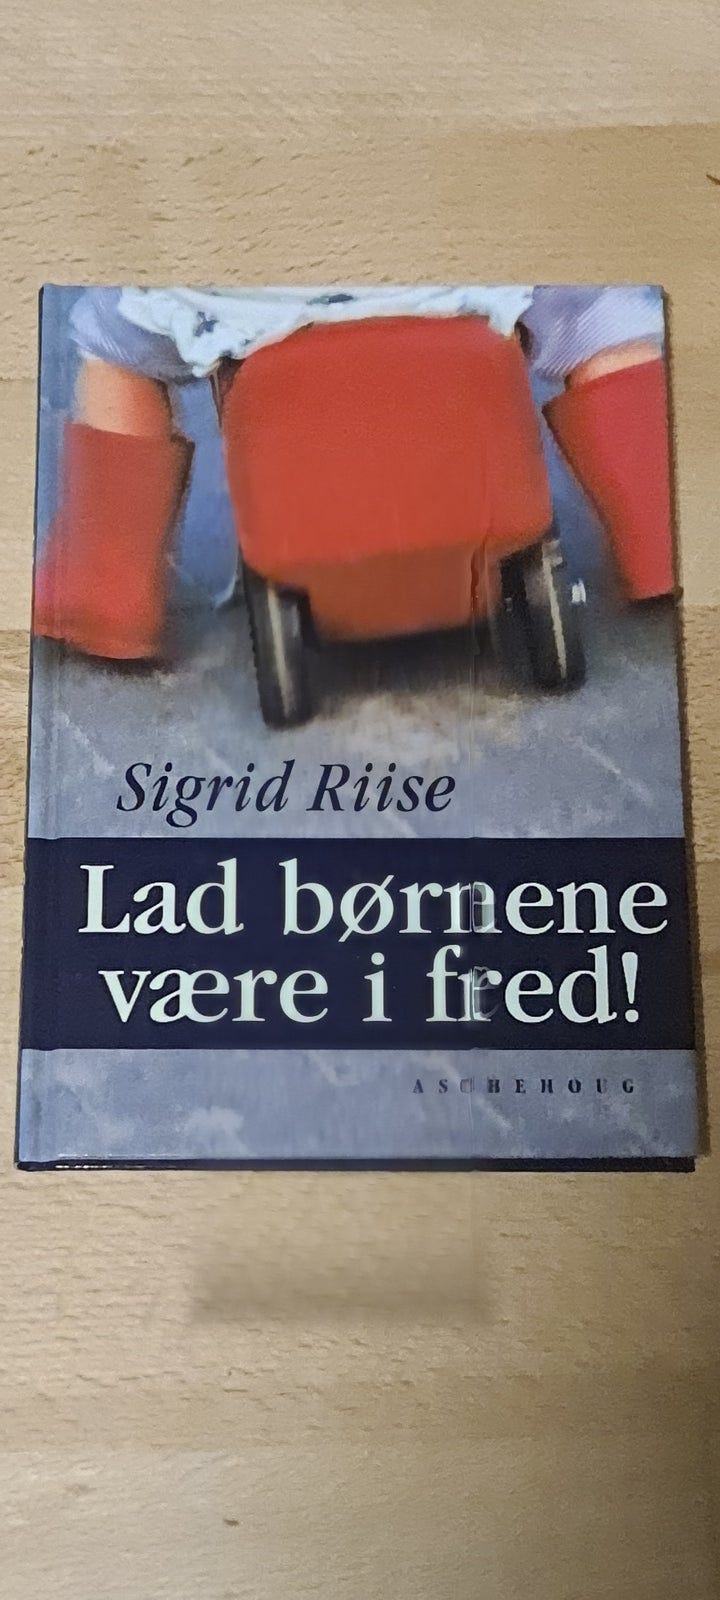 Sigrid Riise
Lad børnene
være i fred!
ASCHEHOUG